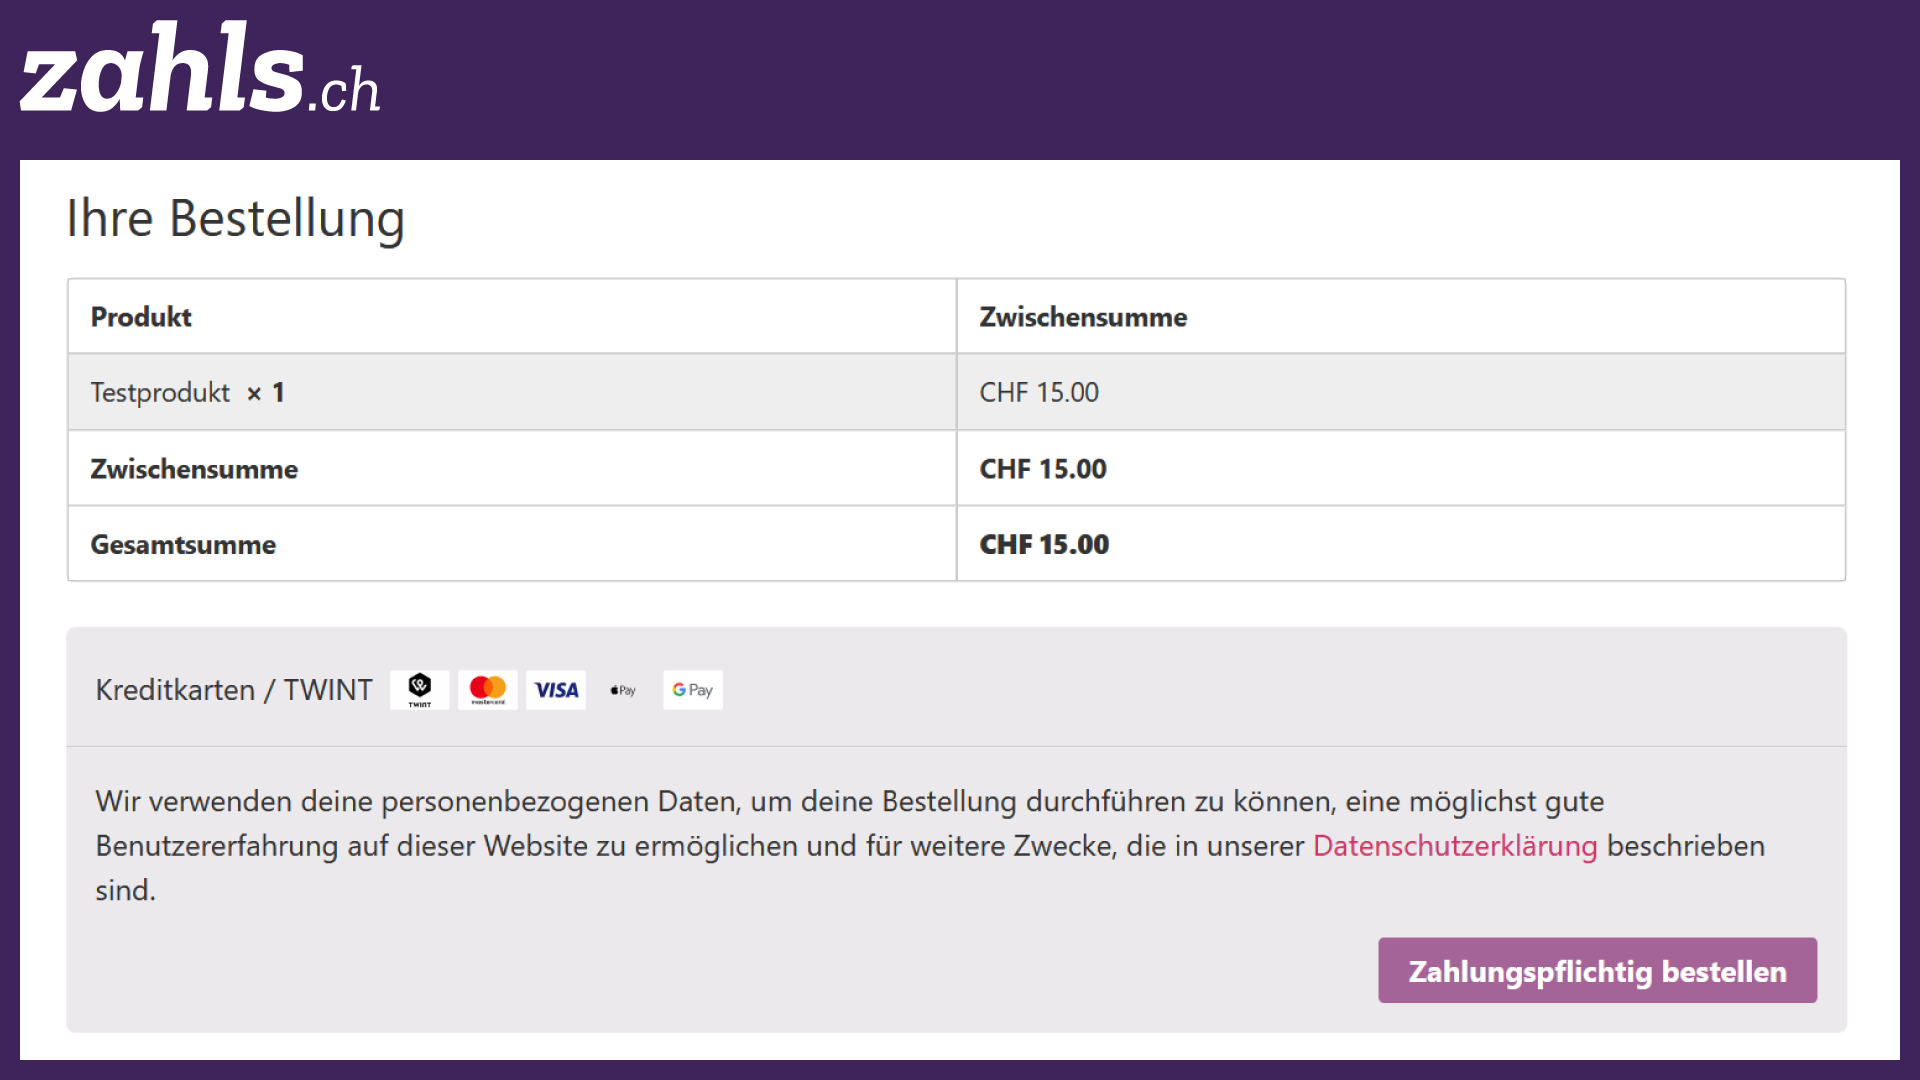 zahls.ch
Ihre Bestellung
Produkt Zwischensumme
Testprodukt × 1 CHF 15.00
Zwischensumme CHF 15.00
Gesamtsumme CHF 15.00
Kreditkarten / TWINT TWINT mastercard VISA Pay G Pay
Wir verwenden deine personenbezogenen Daten, um deine Bestellung durchführen zu können, eine möglichst gute
Benutzererfahrung auf dieser Website zu ermöglichen und für weitere Zwecke, die in unserer Datenschutzerklärung beschrieben
sind.
Zahlungspflichtig bestellen